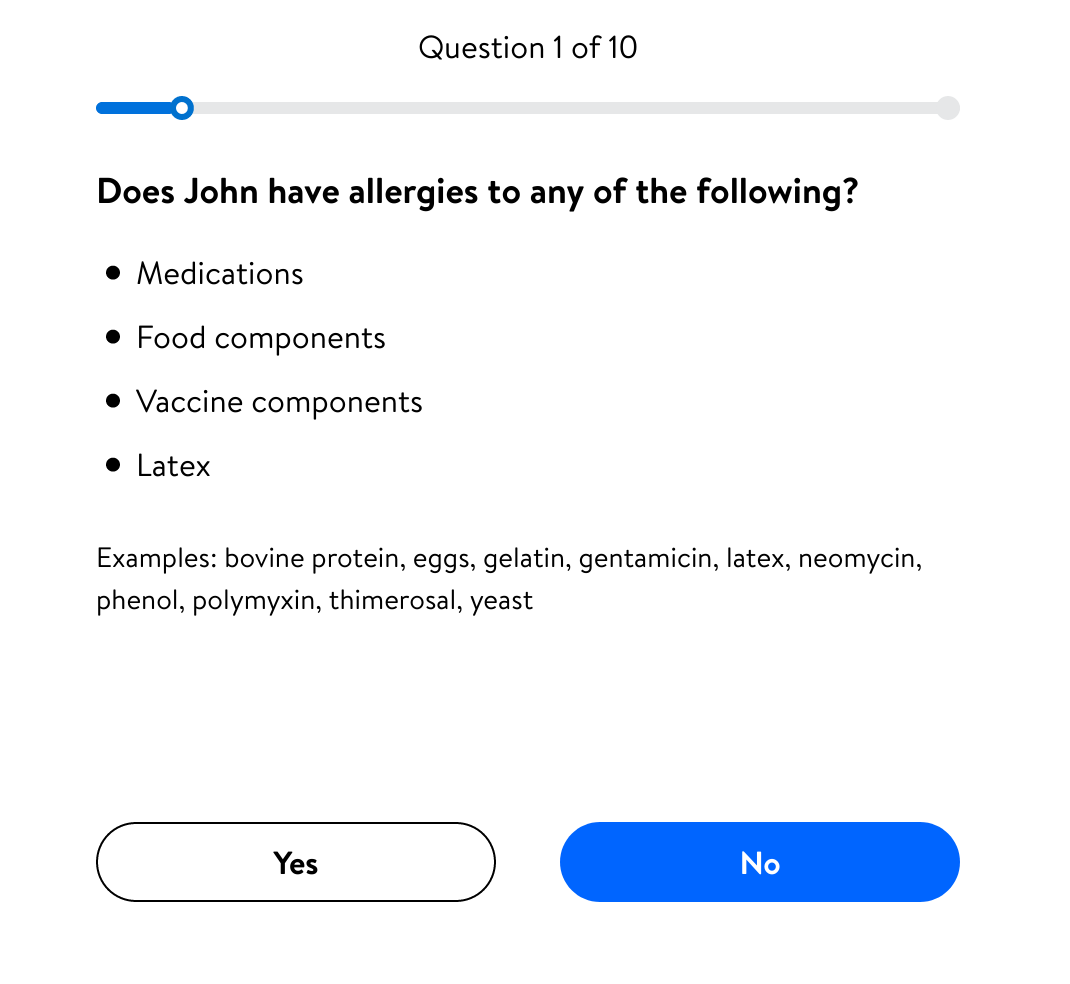 Question 1 of 10
Does John have allergies to any of the following?
• Medications
• Food components
• Vaccine components
• Latex
Examples: bovine protein, eggs, gelatin, gentamicin, latex, neomycin,
phenol, polymyxin, thimerosal, yeast
Yes
No